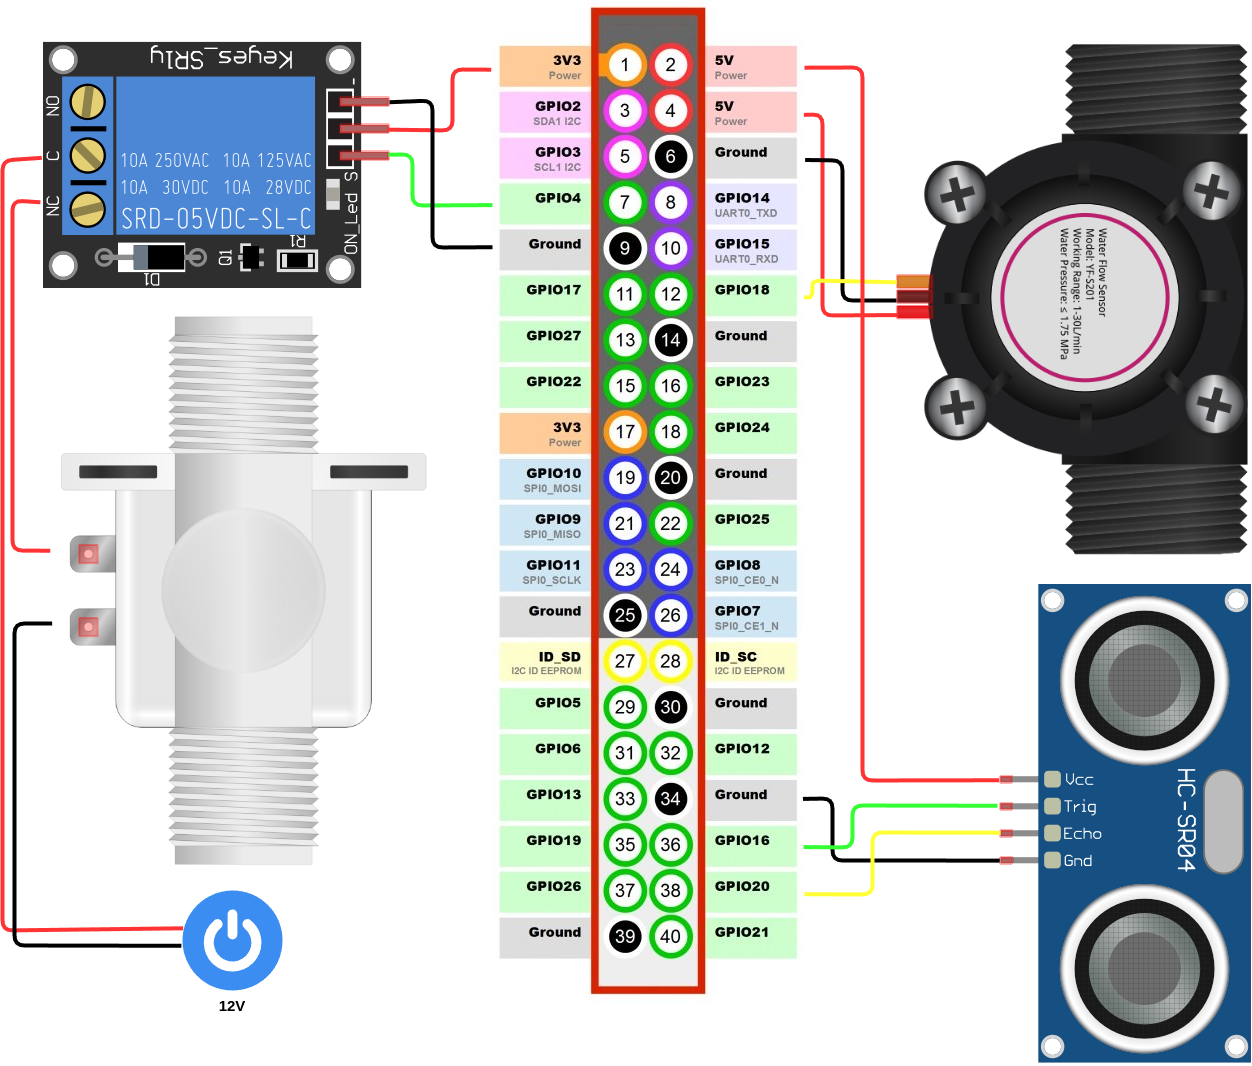 Keyes_SR1y
NO
C
NC
10A 250VAC 10A 125VAC
10A 30VDC 10A 28VDC
SRD-05VDC-SL-C
-
S
ON_Led
D1
Q1
R1
12V
3V3
Power
1
2
5V
Power
GPIO2
SDA1 I2C
3
4
5V
Power
GPIO3
SCL1 I2C
5
6
Ground
GPIO4
7
8
GPIO14
UART0_TXD
Ground
9
10
GPIO15
UART0_RXD
GPIO17
11
12
GPIO18
GPIO27
13
14
Ground
GPIO22
15
16
GPIO23
3V3
Power
17
18
GPIO24
GPIO10
SPI0_MOSI
19
20
Ground
GPIO9
SPI0_MISO
21
22
GPIO25
GPIO11
SPI0_SCLK
23
24
GPIO8
SPI0_CE0_N
Ground
25
26
GPIO7
SPI0_CE1_N
ID_SD
I2C ID EEPROM
27
28
ID_SC
I2C ID EEPROM
GPIO5
29
30
Ground
GPIO6
31
32
GPIO12
GPIO13
33
34
Ground
GPIO19
35
36
GPIO16
GPIO26
37
38
GPIO20
Ground
39
40
GPIO21
Water Flow Sensor
Model: YF-S201
Working Range: 1-30L/min
Water Pressure: ≤ 1.75 MPa
Vcc
Trig
Echo
Gnd
HC-SR04